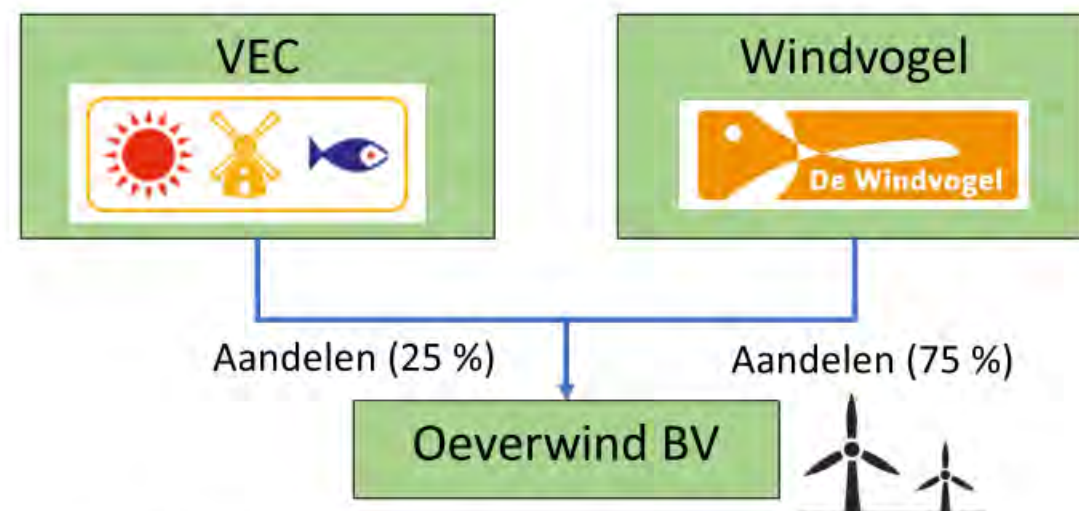 VEC
Windvogel
De Windvogel
Aandelen (25 %)
Aandelen (75 %)
Oeverwind BV